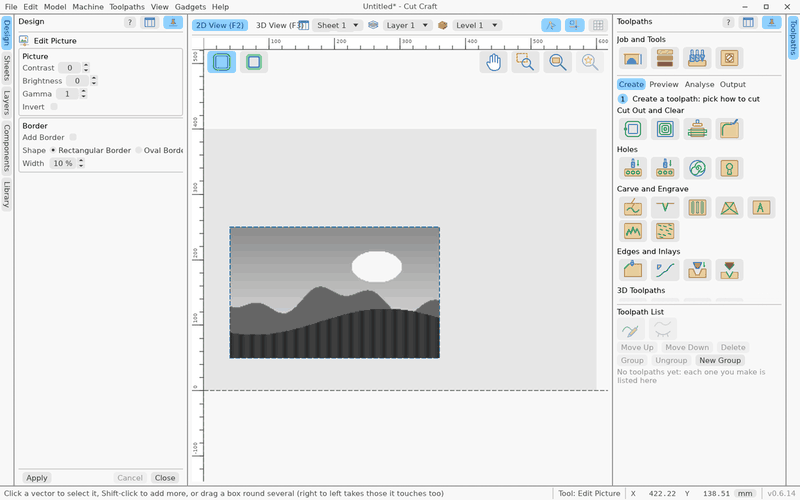 Untitled* - Cut Craft
File Edit Model Machine Toolpaths View Gadgets Help
Design
?
2D View (F2)
3D View (F3)
Sheet 1
Layer 1
Level 1
Toolpaths
?
Design
Sheets
Layers
Components
Library
Edit Picture
Picture
Contrast 0
Brightness 0
Gamma 1
Invert
Border
Add Border
Shape Rectangular Border Oval Borde
Width 10 %
Apply
Cancel
Close
100
200
300
400
500
600
500
400
300
200
100
0
-100
Job and Tools
Create Preview Analyse Output
1 Create a toolpath: pick how to cut
Cut Out and Clear
Holes
Carve and Engrave
A
Edges and Inlays
3D Toolpaths
Toolpath List
Move Up Move Down Delete
Group Ungroup New Group
No toolpaths yet: each one you make is
listed here
Toolpaths
Click a vector to select it, Shift-click to add more, or drag a box round several (right to left takes those it touches too)
Tool: Edit Picture
X 422.22 Y 138.51 mm
v0.6.14